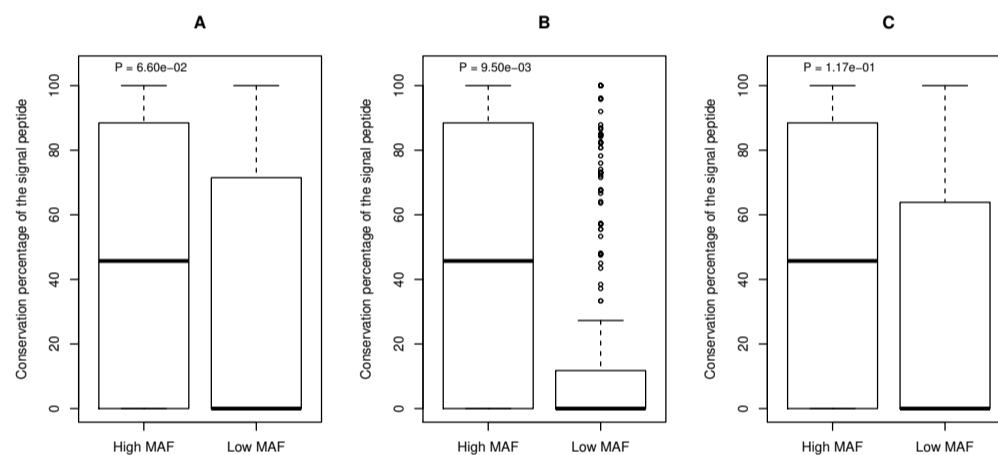 A
B
C
P = 6.60e−02
P = 9.50e−03
P = 1.17e−01
Conservation percentage of the signal peptide
0
20
40
60
80
100
High MAF
Low MAF
Conservation percentage of the signal peptide
0
20
40
60
80
100
High MAF
Low MAF
Conservation percentage of the signal peptide
0
20
40
60
80
100
High MAF
Low MAF